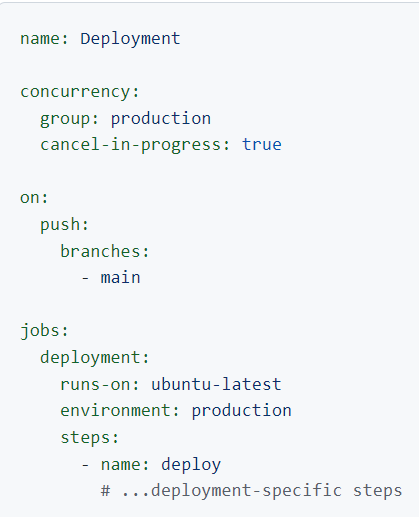 name: Deployment

concurrency:
  group: production
  cancel-in-progress: true

on:
  push:
    branches:
      - main

jobs:
  deployment:
    runs-on: ubuntu-latest
    environment: production
    steps:
      - name: deploy
        # ...deployment-specific steps